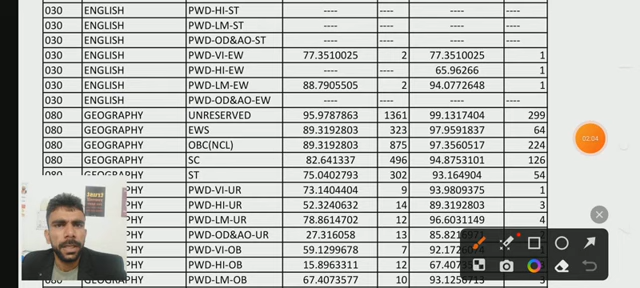 030 ENGLISH PWD-HI-ST ---- ---- ---- ----
030 ENGLISH PWD-LM-ST ---- ---- ---- ----
030 ENGLISH PWD-OD&AO-ST ---- ---- ---- ----
030 ENGLISH PWD-VI-EW 77.3510025 2 77.3510025 1
030 ENGLISH PWD-HI-EW ---- ---- 65.96266 1
030 ENGLISH PWD-LM-EW 88.7905505 2 94.0772648 1
030 ENGLISH PWD-OD&AO-EW ---- ---- ---- ----
080 GEOGRAPHY UNRESERVED 95.9787863 1361 99.1317404 299
080 GEOGRAPHY EWS 89.3192803 323 97.9591837 64
080 GEOGRAPHY OBC(NCL) 89.3192803 875 97.3560517 224
080 GEOGRAPHY SC 82.641337 496 94.8753101 126
080 GEOGRAPHY ST 75.0402793 302 93.164904 54
PHY PWD-VI-UR 73.1404404 9 93.9809375 1
PHY PWD-HI-UR 52.3240632 14 89.3192803 3
PHY PWD-LM-UR 78.8614702 12 96.6031149 4
PHY PWD-OD&AO-UR 27.316058 13
PHY PWD-VI-OB 59.1299678 7
PHY PWD-HI-OB 15.8963311 12
GEOGRAPHY PWD-LM-OB 67.4073577 10
02:04